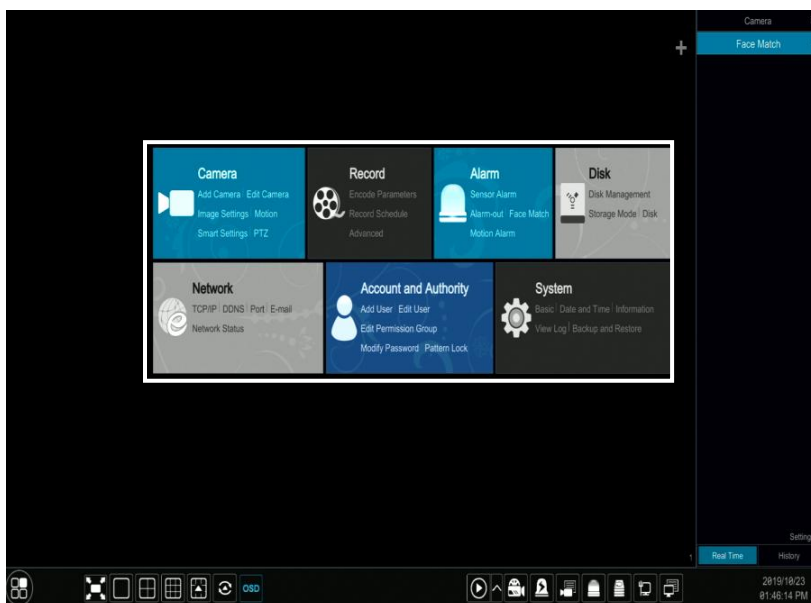 Camera
Face Match
Camera
Add Camera | Edit Camera
Image Settings | Motion
Smart Settings | PTZ
Record
Encode Parameters
Record Schedule
Advanced
Alarm
Sensor Alarm
Alarm-out | Face Match
Motion Alarm
Disk
Disk Management
Storage Mode | Disk
Network
TCP/IP | DDNS | Port | E-mail
Network Status
Account and Authority
Add User | Edit User
Edit Permission Group
Modify Password | Pattern Lock
System
Basic | Date and Time | Information
View Log | Backup and Restore
Setting
1
Real Time
History
OSD
2019/10/23
01:46:14 PM